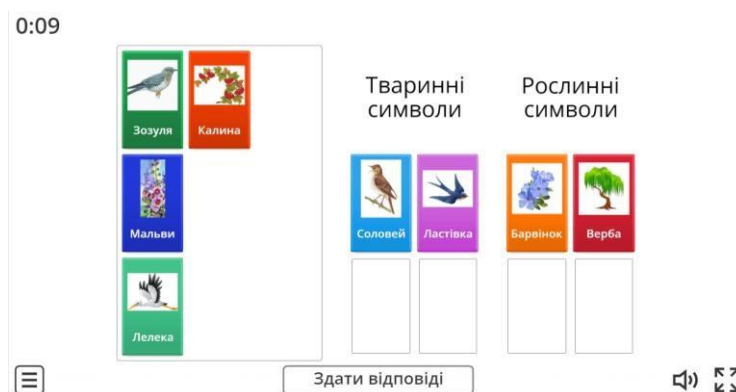 0:09
Зозуля
Калина
Мальви
Лелека
Тваринні
символи
Соловей
Ластівка
Рослинні
символи
Барвінок
Верба
Здати відповіді